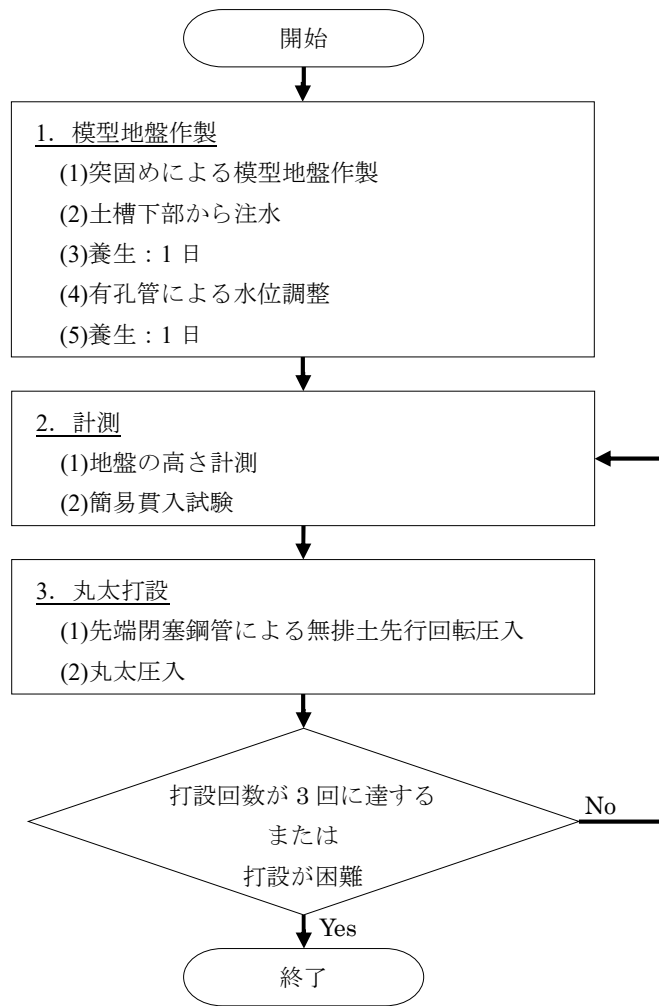 開始
1. 模型地盤作製
(1)突固めによる模型地盤作製
(2)土槽下部から注水
(3)養生：1 日
(4)有孔管による水位調整
(5)養生：1 日
2. 計測
(1)地盤の高さ計測
(2)簡易貫入試験
3. 丸太打設
(1)先端閉塞鋼管による無排土先行回転圧入
(2)丸太圧入
打設回数が 3 回に達する
または
打設が困難
No
Yes
終了